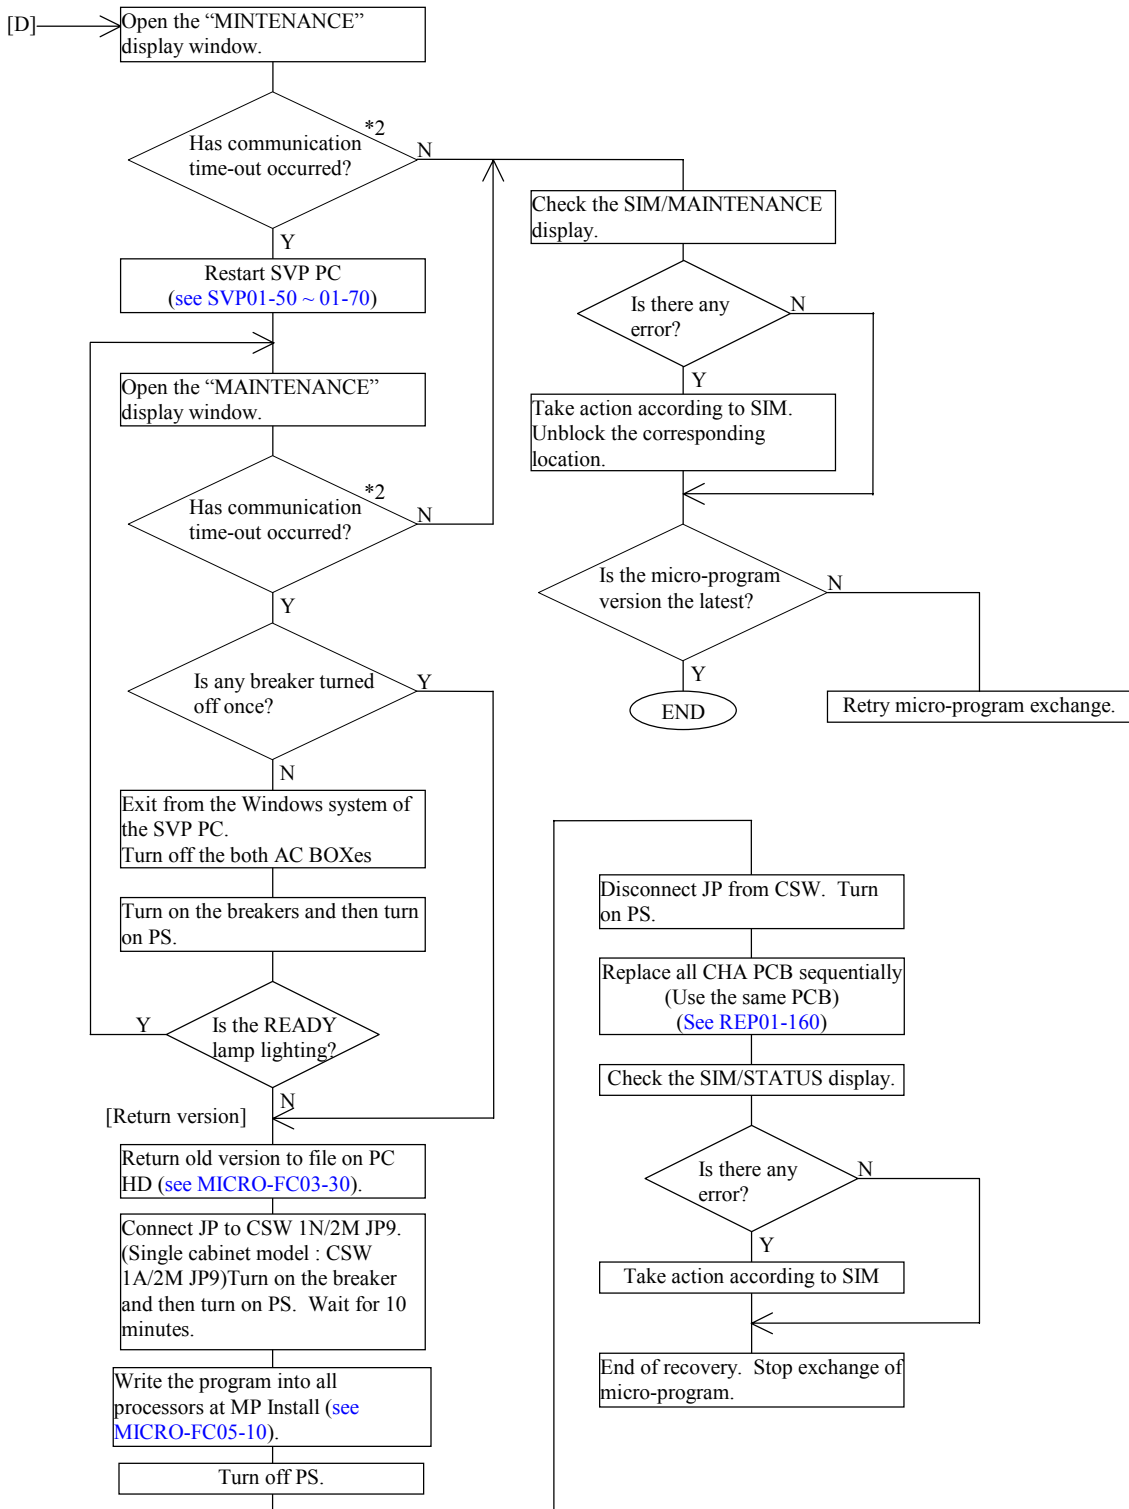 [D]
Open the “MINTENANCE”
display window.
*2
Has communication
time-out occurred?
N
Y
Restart SVP PC
(see SVP01-50 ~ 01-70)
Open the “MAINTENANCE”
display window.
*2
Has communication
time-out occurred?
N
Y
Is any breaker turned
off once?
Y
N
Exit from the Windows system of
the SVP PC.
Turn off the both AC BOXes
Turn on the breakers and then turn
on PS.
Is the READY
lamp lighting?
Y
N
[Return version]
Return old version to file on PC
HD (see MICRO-FC03-30).
Connect JP to CSW 1N/2M JP9.
(Single cabinet model : CSW
1A/2M JP9)Turn on the breaker
and then turn on PS.  Wait for 10
minutes.
Write the program into all
processors at MP Install (see
MICRO-FC05-10).
Turn off PS.
Check the SIM/MAINTENANCE
display.
Is there any
error?
N
Y
Take action according to SIM.
Unblock the corresponding
location.
Is the micro-program
version the latest?
N
Y
END
Retry micro-program exchange.
Disconnect JP from CSW.  Turn
on PS.
Replace all CHA PCB sequentially
(Use the same PCB)
(See REP01-160)
Check the SIM/STATUS display.
Is there any
error?
N
Y
Take action according to SIM
End of recovery.  Stop exchange of
micro-program.